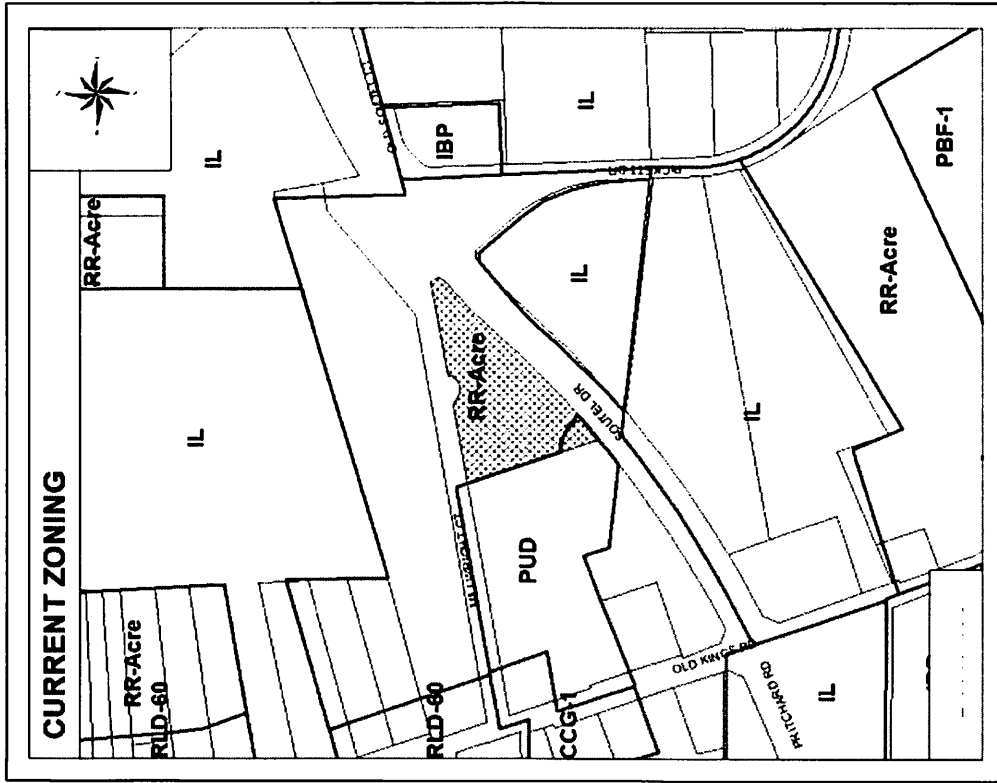 CURRENT ZONING
RR-Acre
IL
IL
RR-Acre
RLD-60
RLD-60
CCG-1
PUD
RR-Acre
IBP
IL
IL
SOUTEL DR
OLD KINGS RD
PRITCHARD RD
IL
IL
RR-Acre
PBF-1